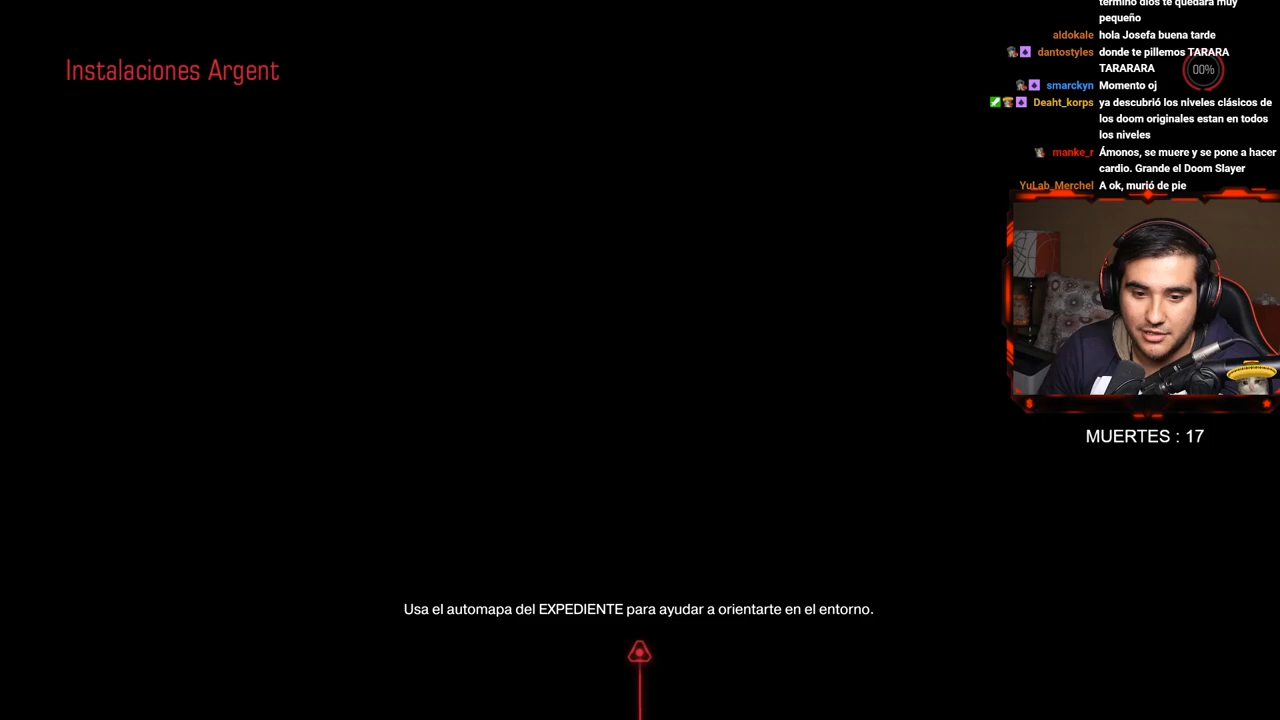 termino dios te quedara muy
pequeño
aldokale hola Josefa buena tarde
dantostyles donde te pillemos TARARA
TARARARA
smarckyn Momento oj
Deaht_korps ya descubrió los niveles clásicos de
los doom originales estan en todos
los niveles
manke_r Ámonos, se muere y se pone a hacer
cardio. Grande el Doom Slayer
YuLab_Merchel A ok, murió de pie
00%
Instalaciones Argent
MUERTES : 17
Usa el automapa del EXPEDIENTE para ayudar a orientarte en el entorno.